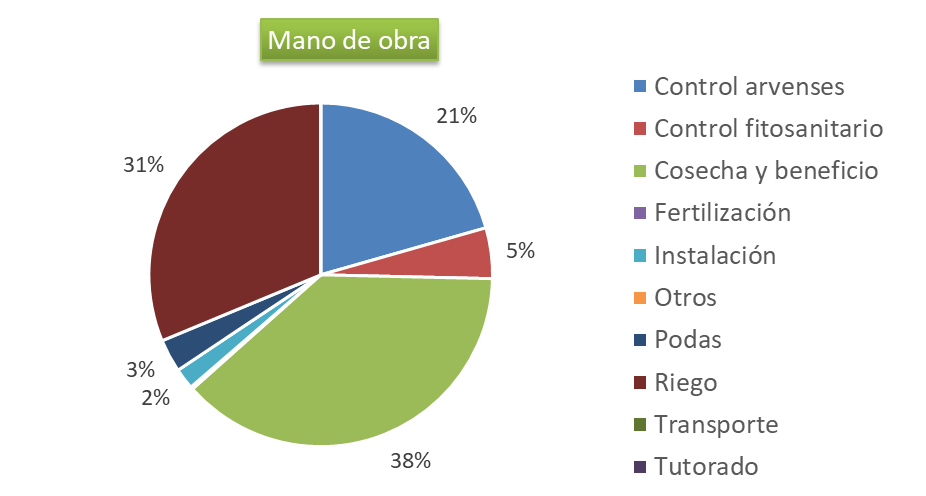 Mano de obra
21%
5%
38%
2%
3%
31%
Control arvenses
Control fitosanitario
Cosecha y beneficio
Fertilización
Instalación
Otros
Podas
Riego
Transporte
Tutorado